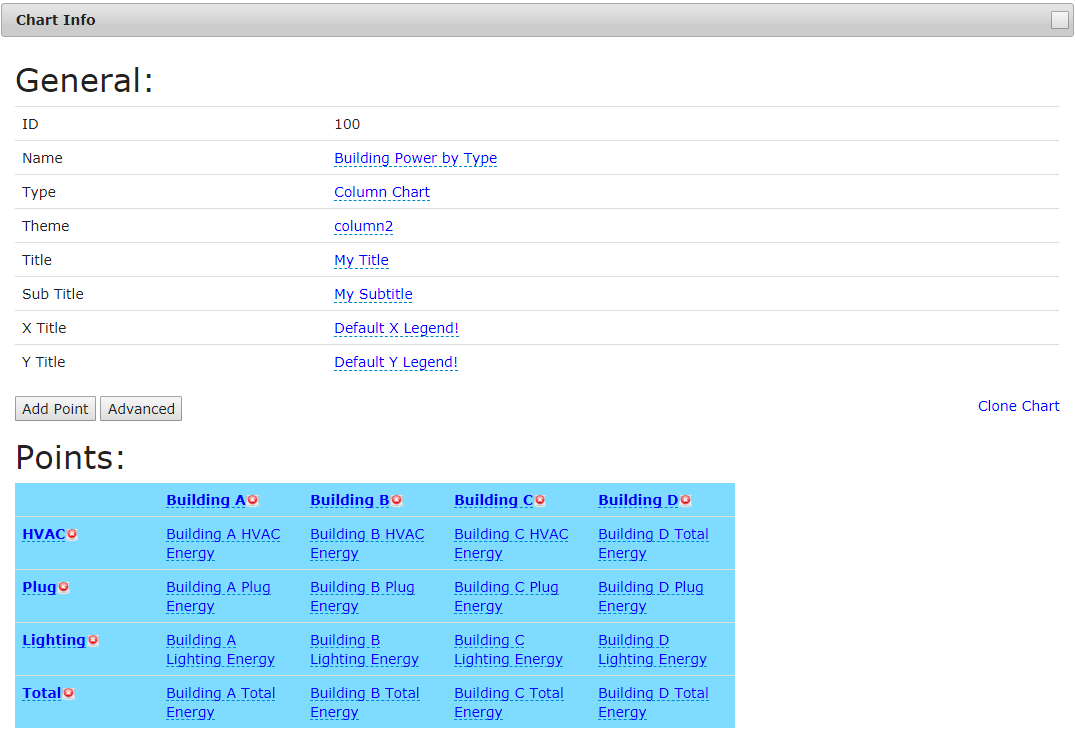 Chart Info
General:
ID 100
Name Building Power by Type
Type Column Chart
Theme column2
Title My Title
Sub Title My Subtitle
X Title Default X Legend!
Y Title Default Y Legend!
Add Point Advanced Clone Chart
Points:
Building A Building B Building C Building D
HVAC Building A HVAC Building B HVAC Building C HVAC Building D Total
Energy Energy Energy Energy
Plug Building A Plug Building B Plug Building C Plug Building D Plug
Energy Energy Energy Energy
Lighting Building A Building B Building C Building D
Lighting Energy Lighting Energy Lighting Energy Lighting Energy
Total Building A Total Building B Total Building C Total Building D Total
Energy Energy Energy Energy